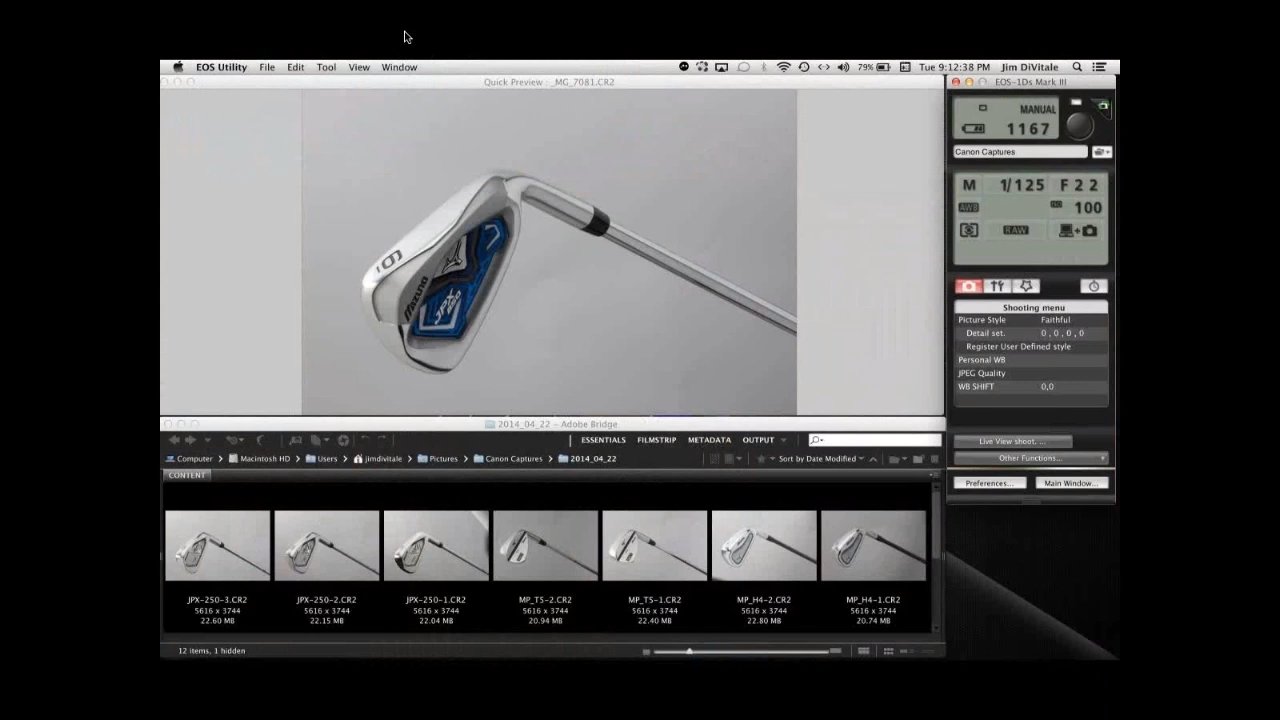 EOS Utility File Edit Tool View Window 79% Tue 9:12:38 PM Jim DiVitale
Quick Preview : _MG_7081.CR2
6
MIZUNO
JPX
EOS-1Ds Mark III
MANUAL
1167
Canon Captures
M 1/125 F22
AWB ISO 100
RAW
Shooting menu
Picture Style Faithful
Detail set. 0,0,0,0
Register User Defined style
Personal WB
JPEG Quality
WB SHIFT 0,0
Live View shoot. ...
Other Functions...
Preferences... Main Window...
2014_04_22 – Adobe Bridge
ESSENTIALS FILMSTRIP METADATA OUTPUT
Computer Macintosh HD Users jimdivitale Pictures Canon Captures 2014_04_22 Sort by Date Modified
CONTENT
JPX-250-3.CR2 JPX-250-2.CR2 JPX-250-1.CR2 MP_T5-2.CR2 MP_T5-1.CR2 MP_H4-2.CR2 MP_H4-1.CR2
5616 x 3744 5616 x 3744 5616 x 3744 5616 x 3744 5616 x 3744 5616 x 3744 5616 x 3744
22.60 MB 22.15 MB 22.04 MB 20.94 MB 22.40 MB 22.80 MB 20.74 MB
12 items, 1 hidden